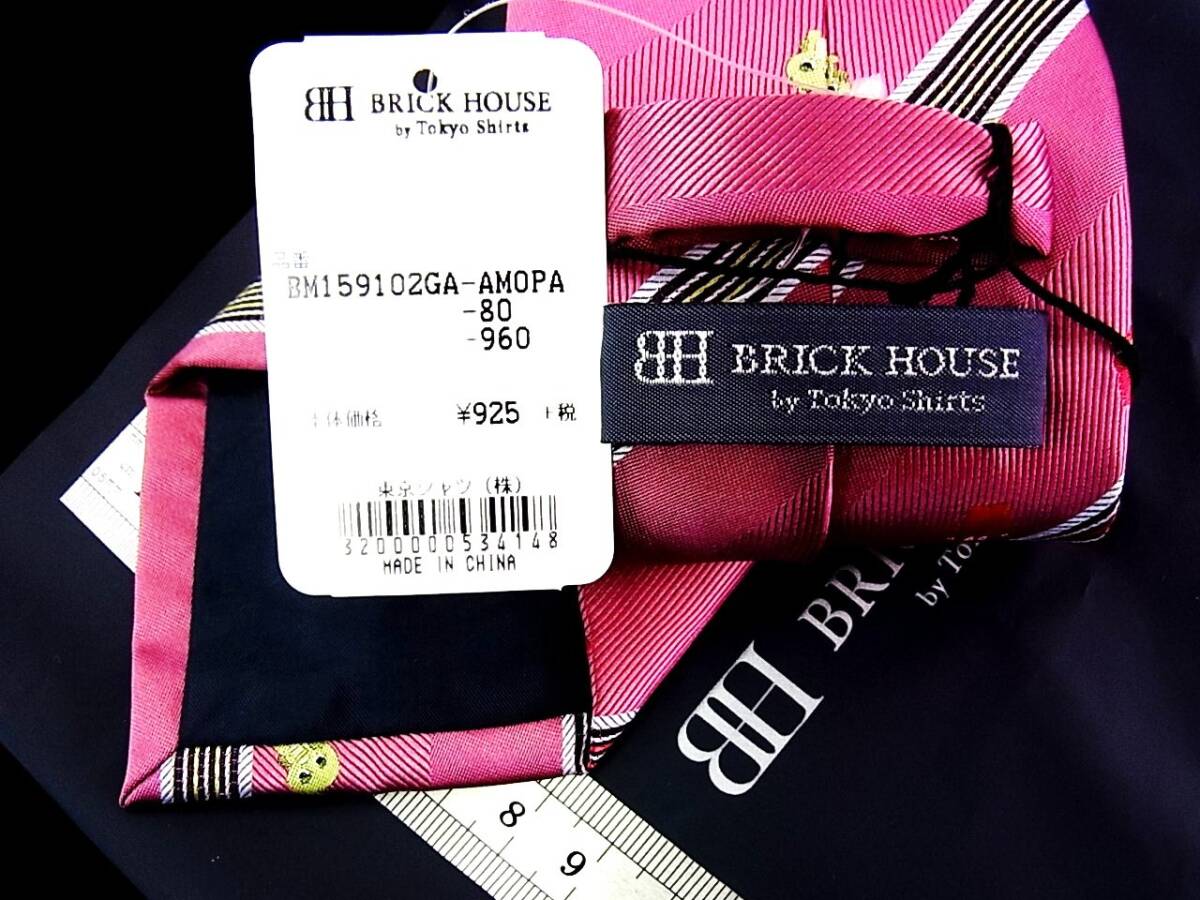 BH BRICK HOUSE
by Tokyo Shirts
品番
BM159102GA-AMOPA
-80
-960
本体価格 ¥925 +税
東京シャツ (株)
3200000534148
MADE IN CHINA
BH BRICK HOUSE
by Tokyo Shirts
BH BRI
by To
8
9